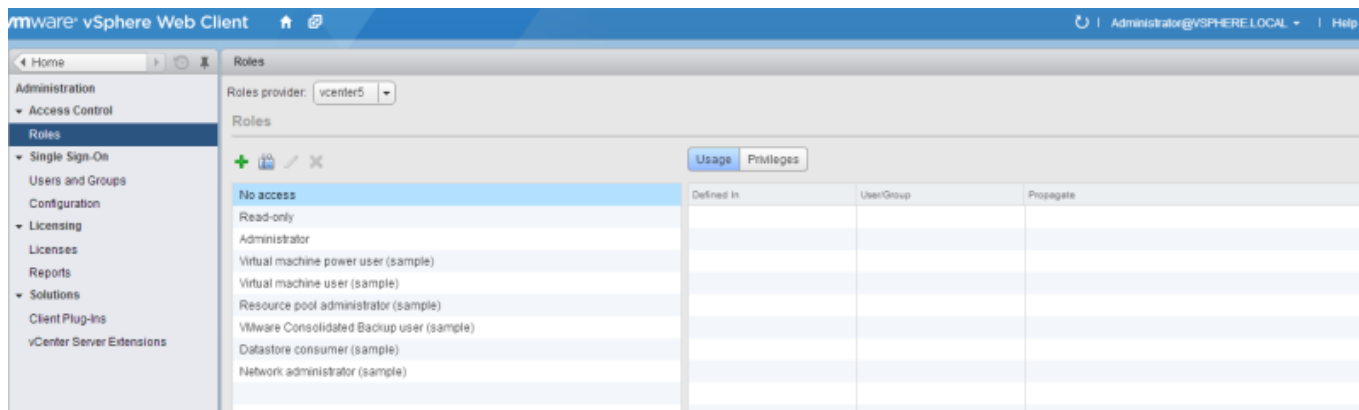 vmware® vSphere Web Client
Administrator@VSPHERE.LOCAL
Help
Home
Administration
Access Control
Roles
Single Sign-On
Users and Groups
Configuration
Licensing
Licenses
Reports
Solutions
Client Plug-Ins
vCenter Server Extensions
Roles
Roles provider: vcenter5
Roles
No access
Read-only
Administrator
Virtual machine power user (sample)
Virtual machine user (sample)
Resource pool administrator (sample)
VMware Consolidated Backup user (sample)
Datastore consumer (sample)
Network administrator (sample)
Usage Privileges
Defined In User/Group Propagate